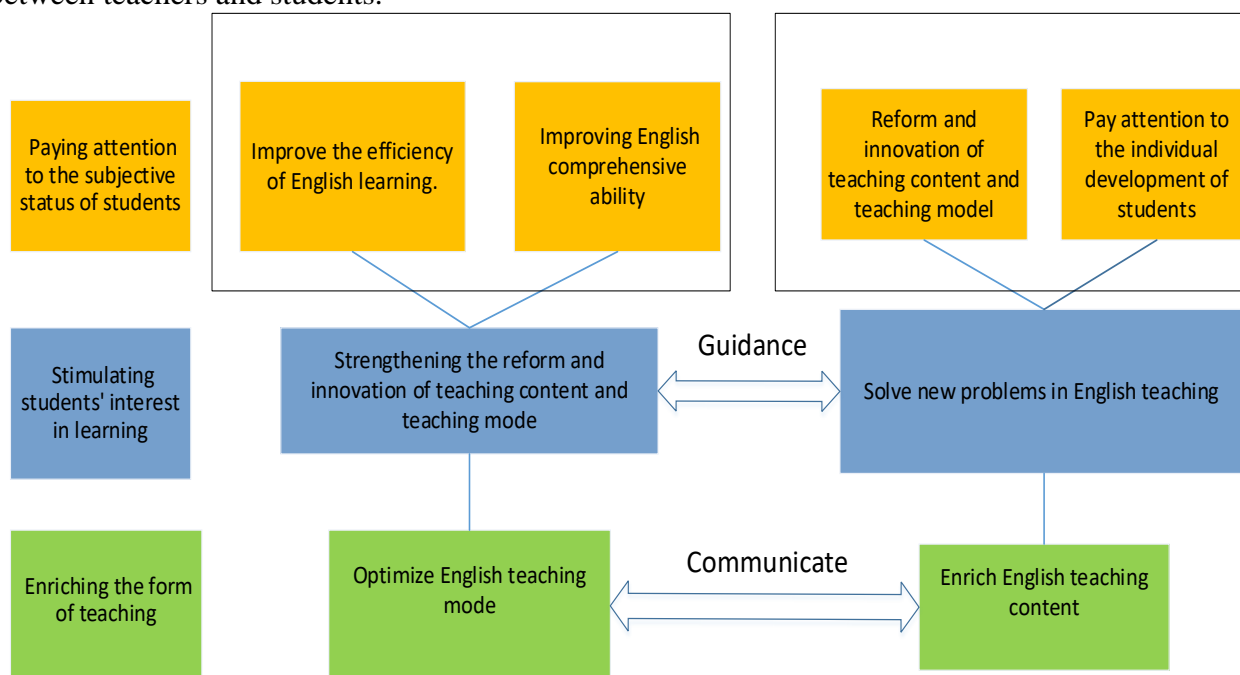 between teachers and students.
Paying attention
to the subjective
status of students
Improve the efficiency
of English learning.
Improving English
comprehensive
ability
Reform and
innovation of
teaching content and
teaching model
Pay attention to
the individual
development of
students
Stimulating
students' interest
in learning
Strengthening the reform and
innovation of teaching content and
teaching mode
Guidance
Solve new problems in English teaching
Enriching the form
of teaching
Optimize English teaching
mode
Communicate
Enrich English teaching
content